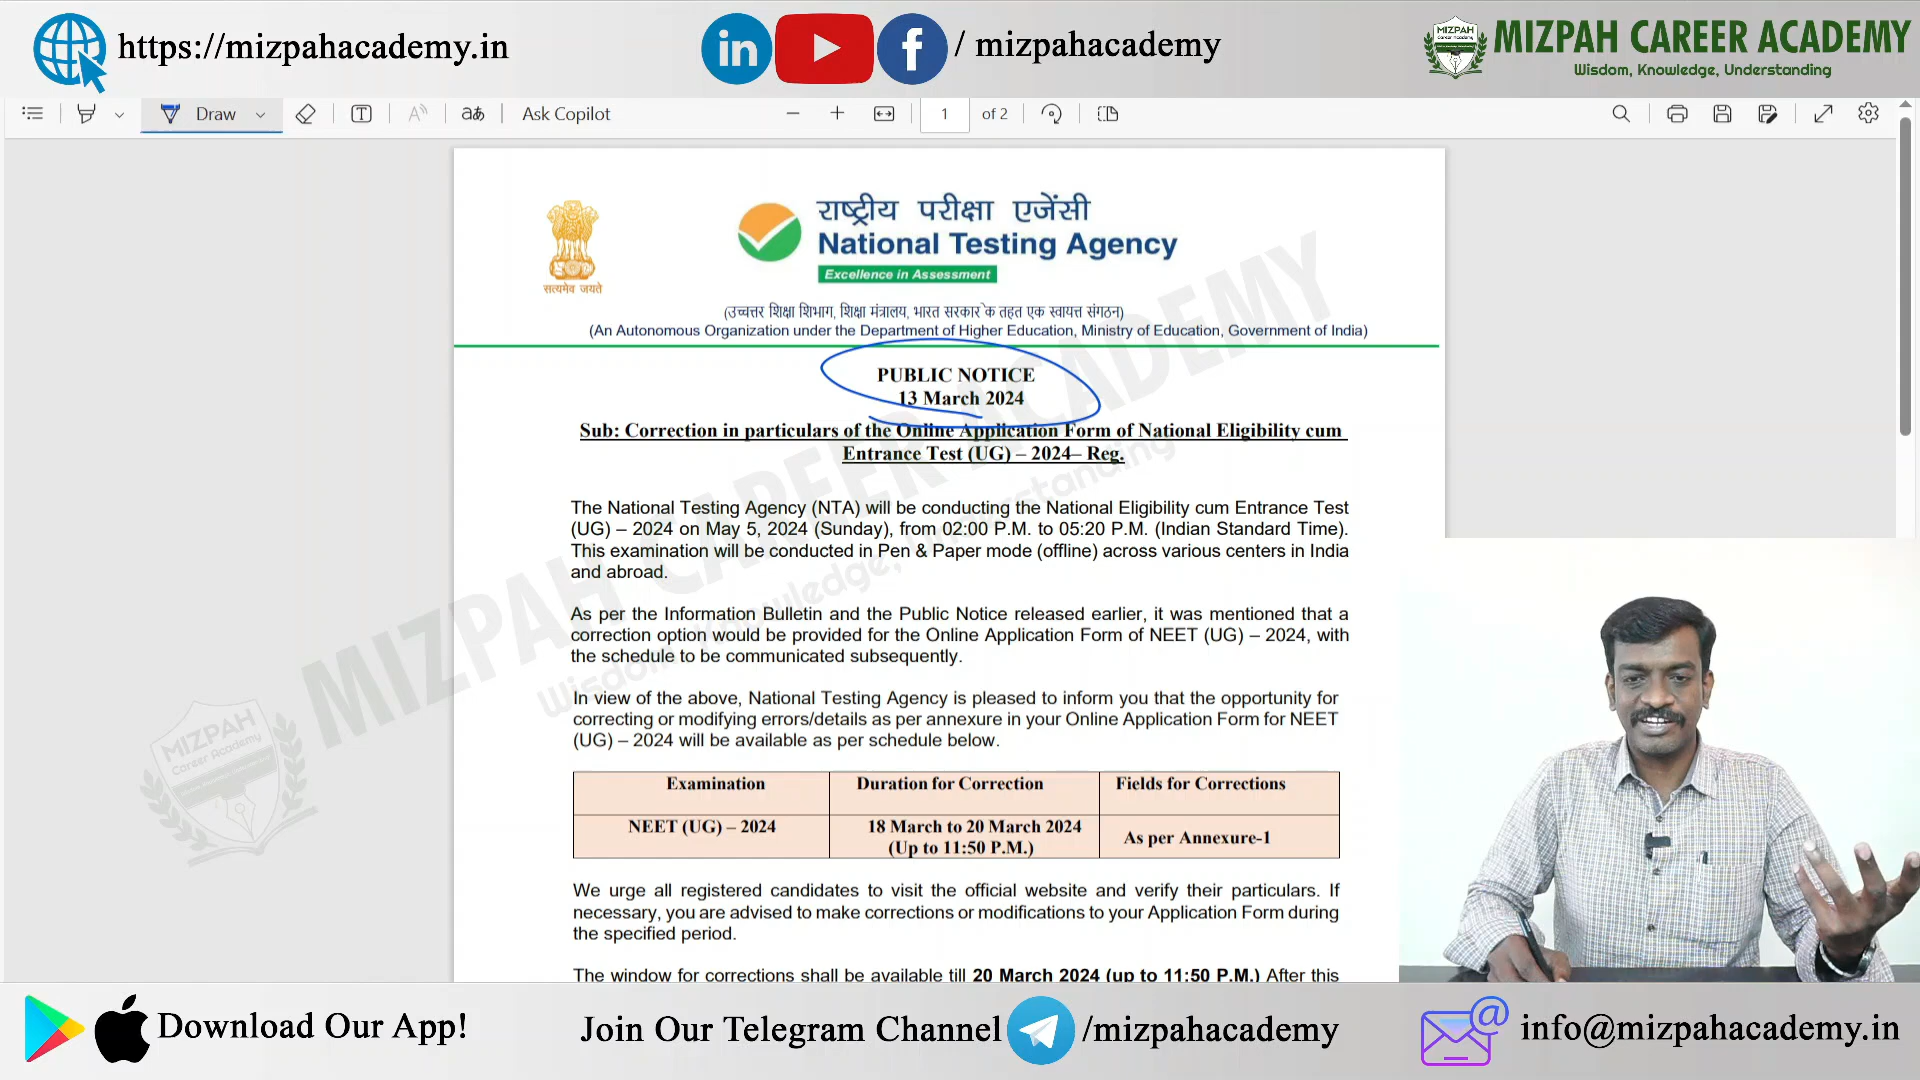 https://mizpahacademy.in
/ mizpahacademy
MIZPAH CAREER ACADEMY
Wisdom, Knowledge, Understanding
Draw
Ask Copilot
1 of 2
राष्ट्रीय परीक्षा एजेंसी
National Testing Agency
Excellence in Assessment
सत्यमेव जयते
(उच्चत्तर शिक्षा शिभाग, शिक्षा मंत्रालय, भारत सरकार के तहत एक स्वायत्त संगठन)
(An Autonomous Organization under the Department of Higher Education, Ministry of Education, Government of India)
PUBLIC NOTICE
13 March 2024
Sub: Correction in particulars of the Online Application Form of National Eligibility cum
Entrance Test (UG) – 2024– Reg.
The National Testing Agency (NTA) will be conducting the National Eligibility cum Entrance Test
(UG) – 2024 on May 5, 2024 (Sunday), from 02:00 P.M. to 05:20 P.M. (Indian Standard Time).
This examination will be conducted in Pen & Paper mode (offline) across various centers in India
and abroad.
As per the Information Bulletin and the Public Notice released earlier, it was mentioned that a
correction option would be provided for the Online Application Form of NEET (UG) – 2024, with
the schedule to be communicated subsequently.
In view of the above, National Testing Agency is pleased to inform you that the opportunity for
correcting or modifying errors/details as per annexure in your Online Application Form for NEET
(UG) – 2024 will be available as per schedule below.
Examination Duration for Correction Fields for Corrections
NEET (UG) – 2024 18 March to 20 March 2024 (Up to 11:50 P.M.) As per Annexure-1
We urge all registered candidates to visit the official website and verify their particulars. If
necessary, you are advised to make corrections or modifications to your Application Form during
the specified period.
The window for corrections shall be available till 20 March 2024 (up to 11:50 P.M.) After this
MIZPAH CAREER ACADEMY
Wisdom, Knowledge, Understanding
MIZPAH
Career Academy
Download Our App!
Join Our Telegram Channel /mizpahacademy
info@mizpahacademy.in